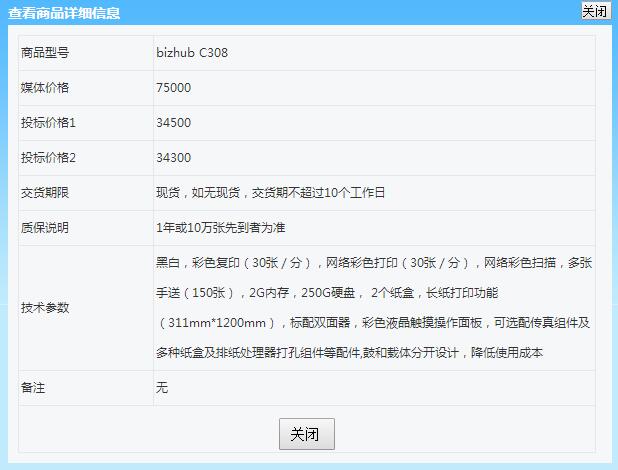 查看商品详细信息 关闭
商品型号 bizhub C308
媒体价格 75000
投标价格1 34500
投标价格2 34300
交货期限 现货，如无现货，交货期不超过10个工作日
质保说明 1年或10万张先到者为准
技术参数
黑白，彩色复印（30张 / 分），网络彩色打印（30张 / 分），网络彩色扫描，多张
手送（150张），2G内存，250G硬盘， 2个纸盒，长纸打印功能
（311mm*1200mm），标配双面器，彩色液晶触摸操作面板，可选配传真组件及
多种纸盒及排纸处理器打孔组件等配件,鼓和载体分开设计，降低使用成本
备注 无
关闭